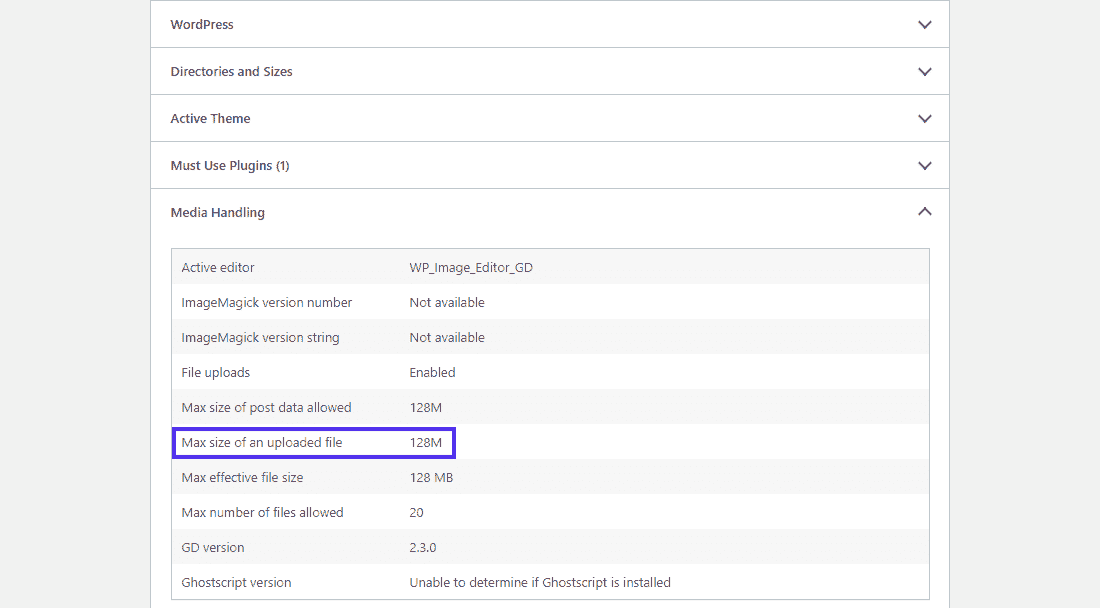 WordPress
Directories and Sizes
Active Theme
Must Use Plugins (1)
Media Handling
Active editor WP_Image_Editor_GD
ImageMagick version number Not available
ImageMagick version string Not available
File uploads Enabled
Max size of post data allowed 128M
Max size of an uploaded file 128M
Max effective file size 128 MB
Max number of files allowed 20
GD version 2.3.0
Ghostscript version Unable to determine if Ghostscript is installed